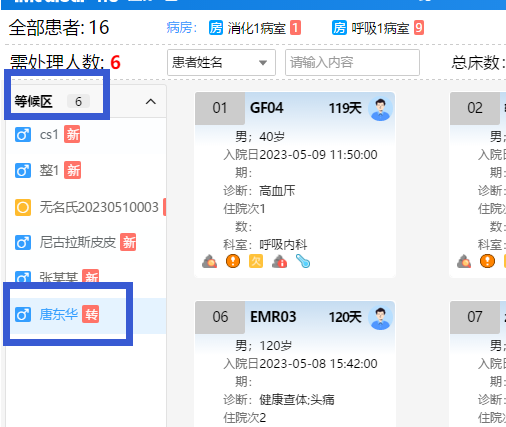 全部患者: 16
病房: 房 消化1病室 1 房 呼吸1病室 9
需处理人数: 6
患者姓名
请输入内容
总床数:
等候区 6
cs1 新
整1 新
无名氏20230510003
尼古拉斯皮皮 新
张某某 新
唐东华 转
01 GF04 119天
男; 40岁
入院日2023-05-09 11:50:00
期:
诊断: 高血压
住院次1
数:
科室: 呼吸内科
欠
02
男;
入院日
期:
诊断:
住院次
数:
科室:
06 EMR03 120天
男; 120岁
入院日2023-05-08 15:42:00
期:
诊断: 健康查体;头痛
住院次2
07
男;
入院日
期:
诊断:
住院次